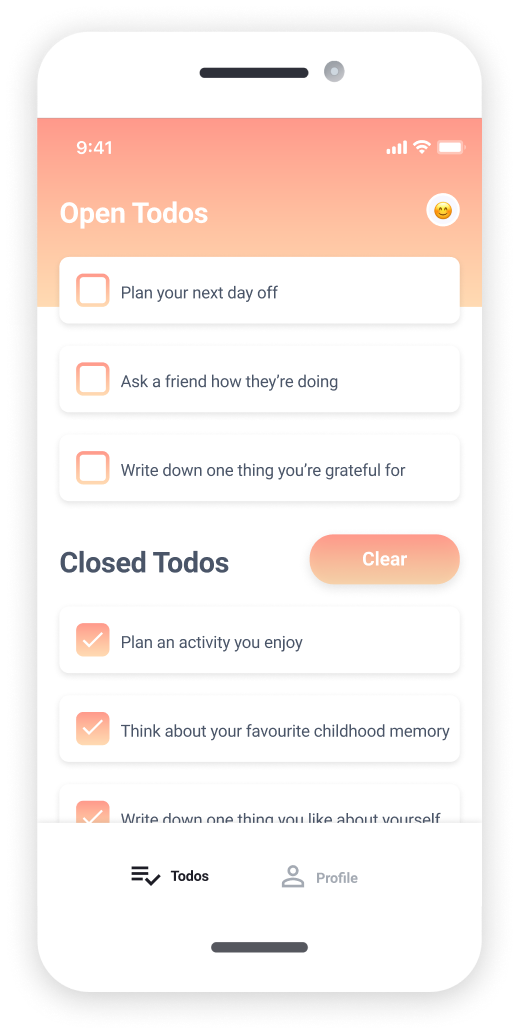 9:41
Open Todos
Plan your next day off
Ask a friend how they’re doing
Write down one thing you’re grateful for
Closed Todos
Clear
Plan an activity you enjoy
Think about your favourite childhood memory
Write down one thing you like about yourself
Todos
Profile